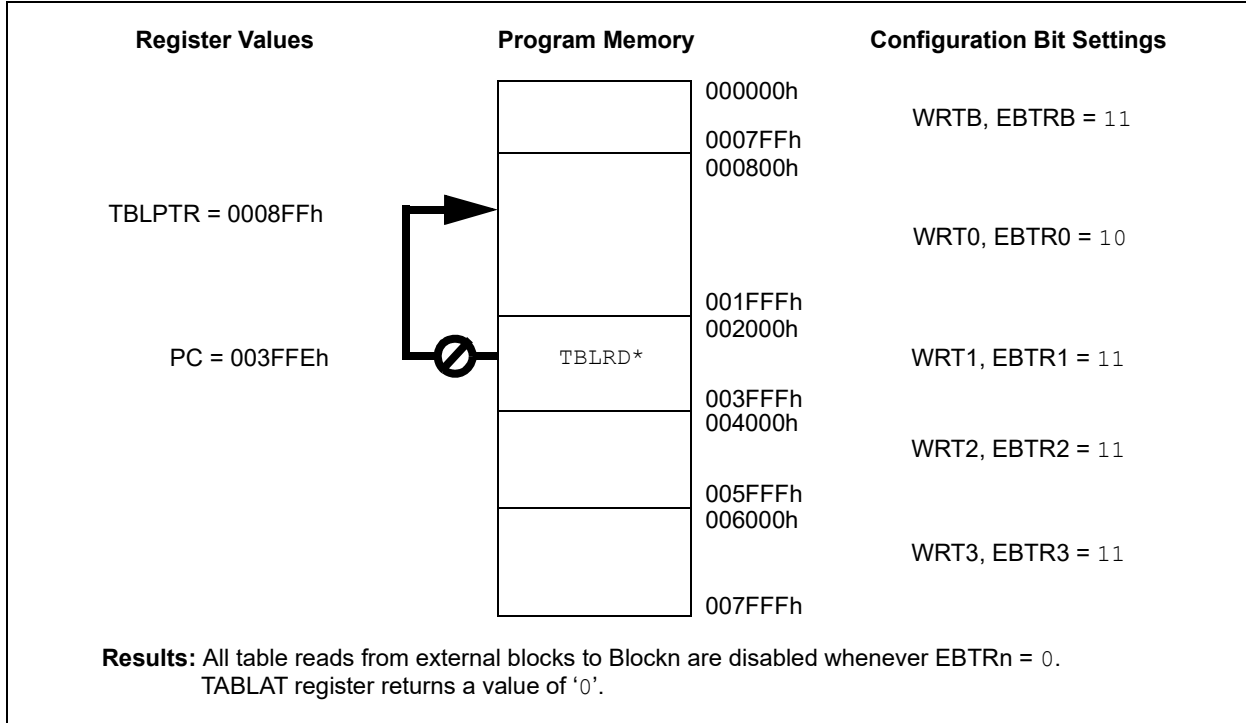 Register Values Program Memory Configuration Bit Settings
000000h
WRTB, EBTRB = 11
0007FFh
000800h
TBLPTR = 0008FFh
WRT0, EBTR0 = 10
001FFFh
002000h
PC = 003FFEh TBLRD* WRT1, EBTR1 = 11
003FFFh
004000h
WRT2, EBTR2 = 11
005FFFh
006000h
WRT3, EBTR3 = 11
007FFFh
Results: All table reads from external blocks to Blockn are disabled whenever EBTRn = 0.
TABLAT register returns a value of ‘0’.